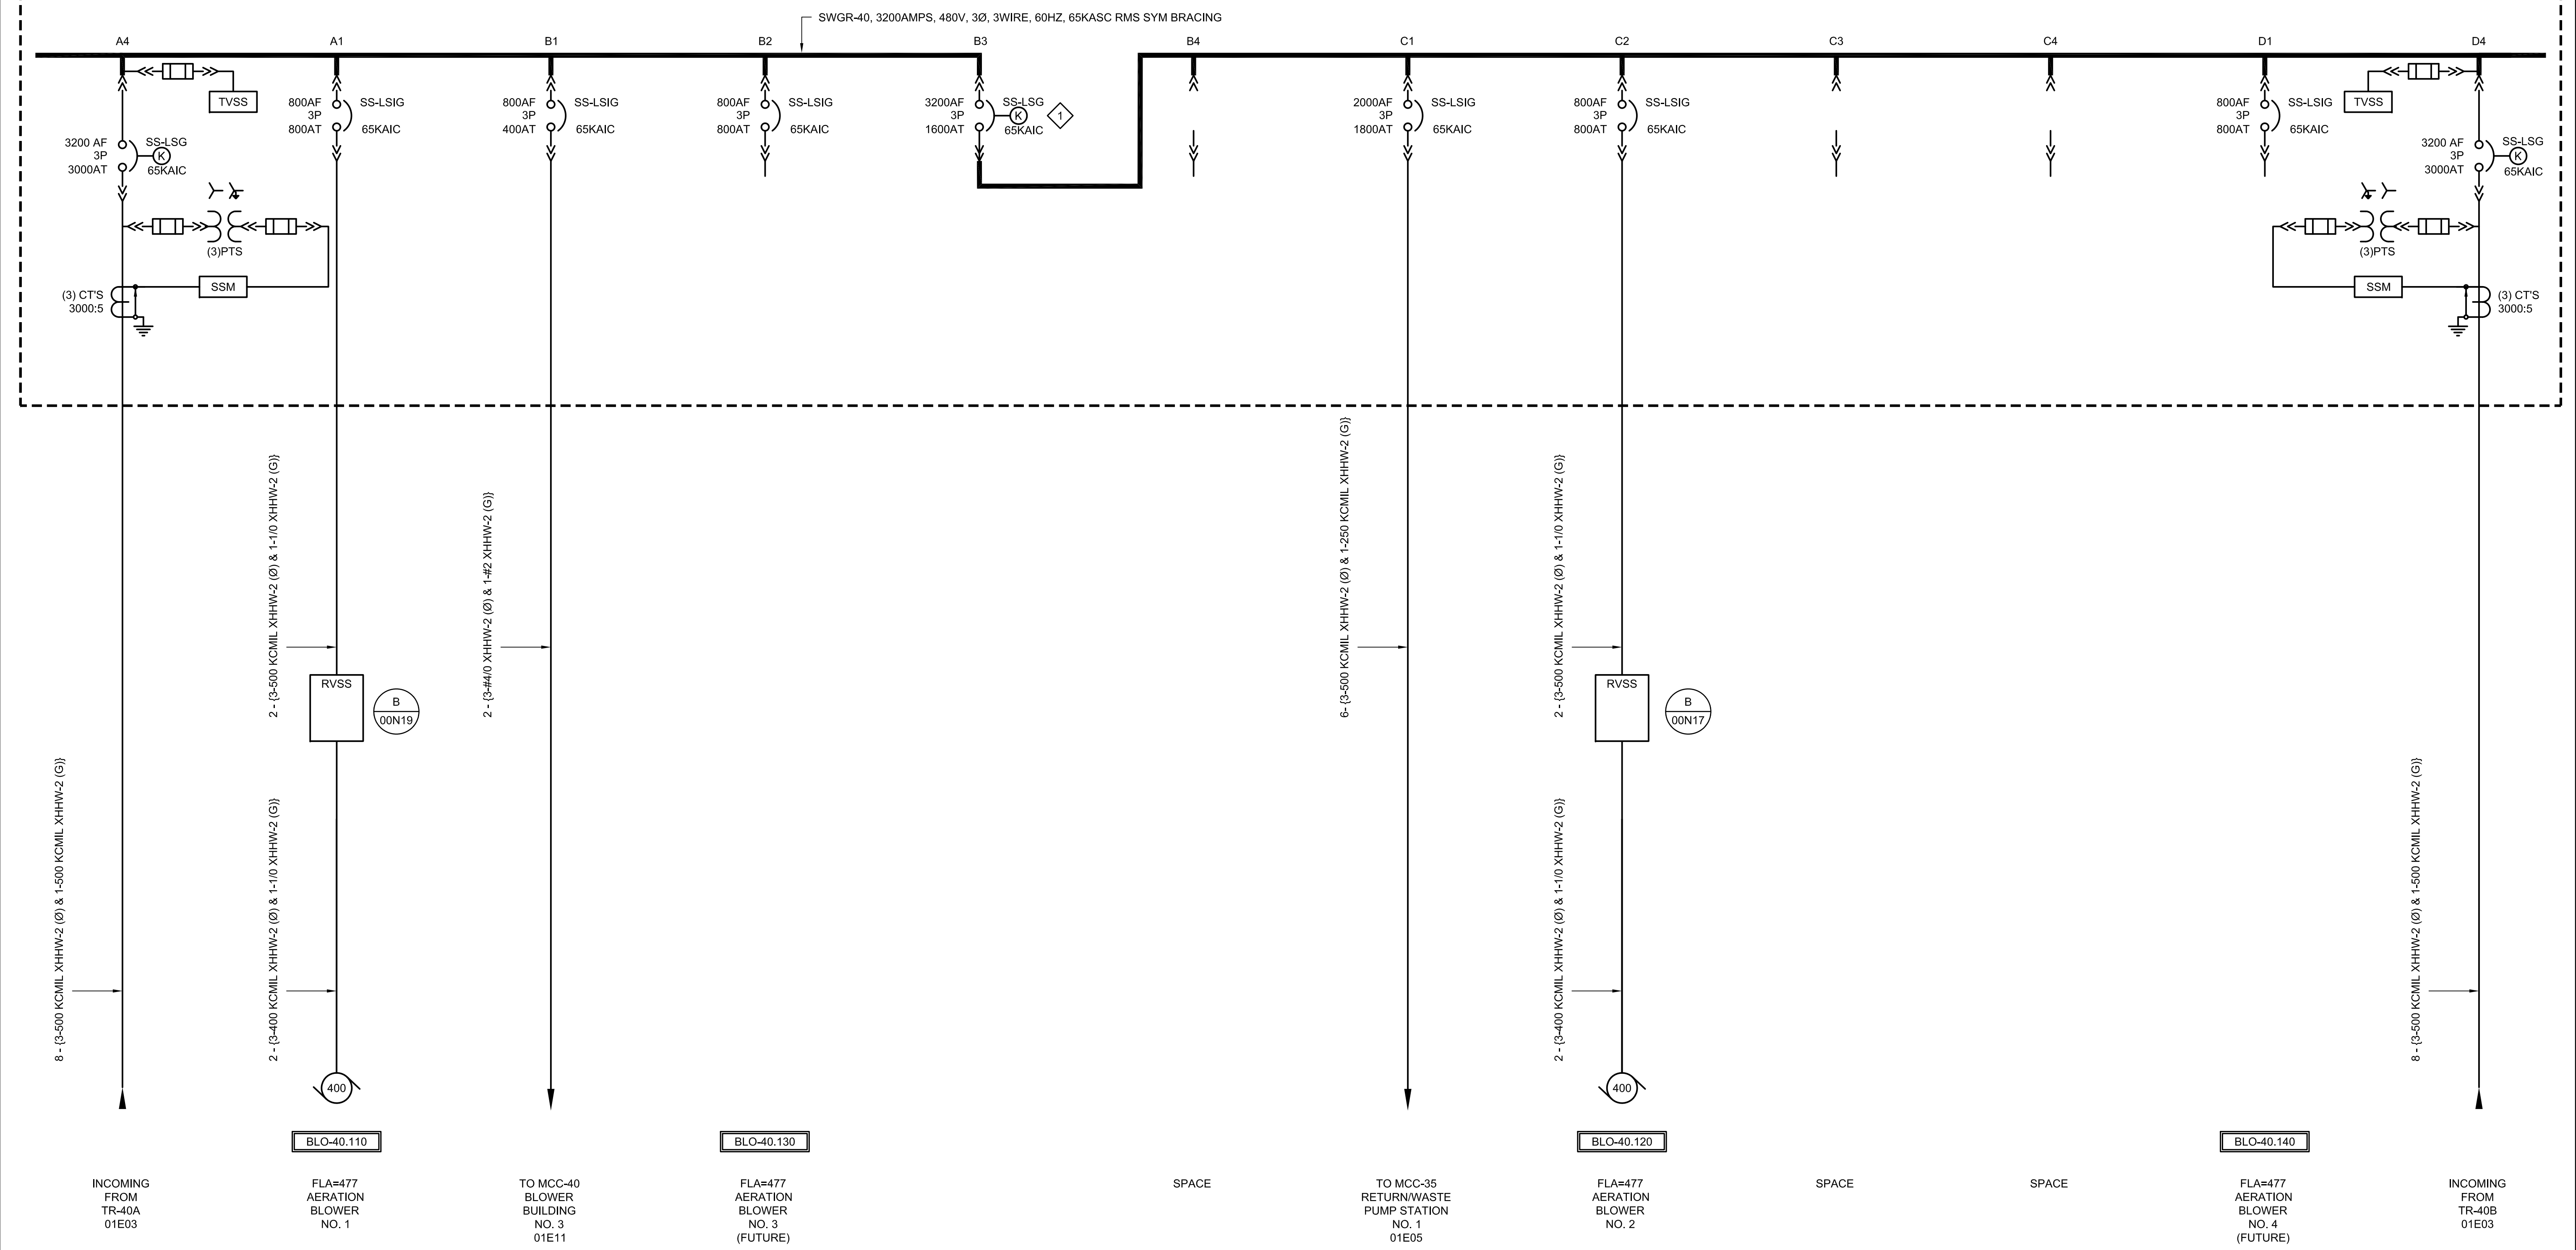 SWGR-40, 3200AMPS, 480V, 3Ø, 3WIRE, 60HZ, 65KASC RMS SYM BRACING
A4
A1
B1
B2
B3
B4
C1
C2
C3
C4
D1
D4
TVSS
3200 AF
3P
3000AT
SS-LSG
K
65KAIC
(3)PTS
SSM
(3) CT'S
3000:5
800AF
3P
800AT
SS-LSIG
65KAIC
800AF
3P
400AT
SS-LSIG
65KAIC
800AF
3P
800AT
SS-LSIG
65KAIC
3200AF
3P
1600AT
SS-LSG
K
65KAIC
1
2000AF
3P
1800AT
SS-LSIG
65KAIC
800AF
3P
800AT
SS-LSIG
65KAIC
800AF
3P
800AT
SS-LSIG
65KAIC
TVSS
3200 AF
3P
3000AT
SS-LSG
K
65KAIC
(3)PTS
SSM
(3) CT'S
3000:5
8 - {3-500 KCMIL XHHW-2 (Ø) & 1-500 KCMIL XHHW-2 (G)}
2 - {3-500 KCMIL XHHW-2 (Ø) & 1-1/0 XHHW-2 (G)}
RVSS
B
00N19
2 - {3-400 KCMIL XHHW-2 (Ø) & 1-1/0 XHHW-2 (G)}
400
2 - {3-#4/0 XHHW-2 (Ø) & 1-#2 XHHW-2 (G)}
6- {3-500 KCMIL XHHW-2 (Ø) & 1-250 KCMIL XHHW-2 (G)}
2 - {3-500 KCMIL XHHW-2 (Ø) & 1-1/0 XHHW-2 (G)}
RVSS
B
00N17
2 - {3-400 KCMIL XHHW-2 (Ø) & 1-1/0 XHHW-2 (G)}
400
8 - {3-500 KCMIL XHHW-2 (Ø) & 1-500 KCMIL XHHW-2 (G)}
BLO-40.110
BLO-40.130
BLO-40.120
BLO-40.140
INCOMING
FROM
TR-40A
01E03
FLA=477
AERATION
BLOWER
NO. 1
TO MCC-40
BLOWER
BUILDING
NO. 3
01E11
FLA=477
AERATION
BLOWER
NO. 3
(FUTURE)
SPACE
TO MCC-35
RETURN/WASTE
PUMP STATION
NO. 1
01E05
FLA=477
AERATION
BLOWER
NO. 2
SPACE
SPACE
FLA=477
AERATION
BLOWER
NO. 4
(FUTURE)
INCOMING
FROM
TR-40B
01E03